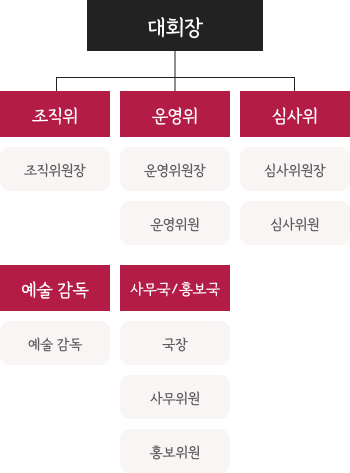 대회장
조직위
운영위
심사위
조직위원장
운영위원장
심사위원장
운영위원
심사위원
예술 감독
사무국/홍보국
예술 감독
국장
사무위원
홍보위원